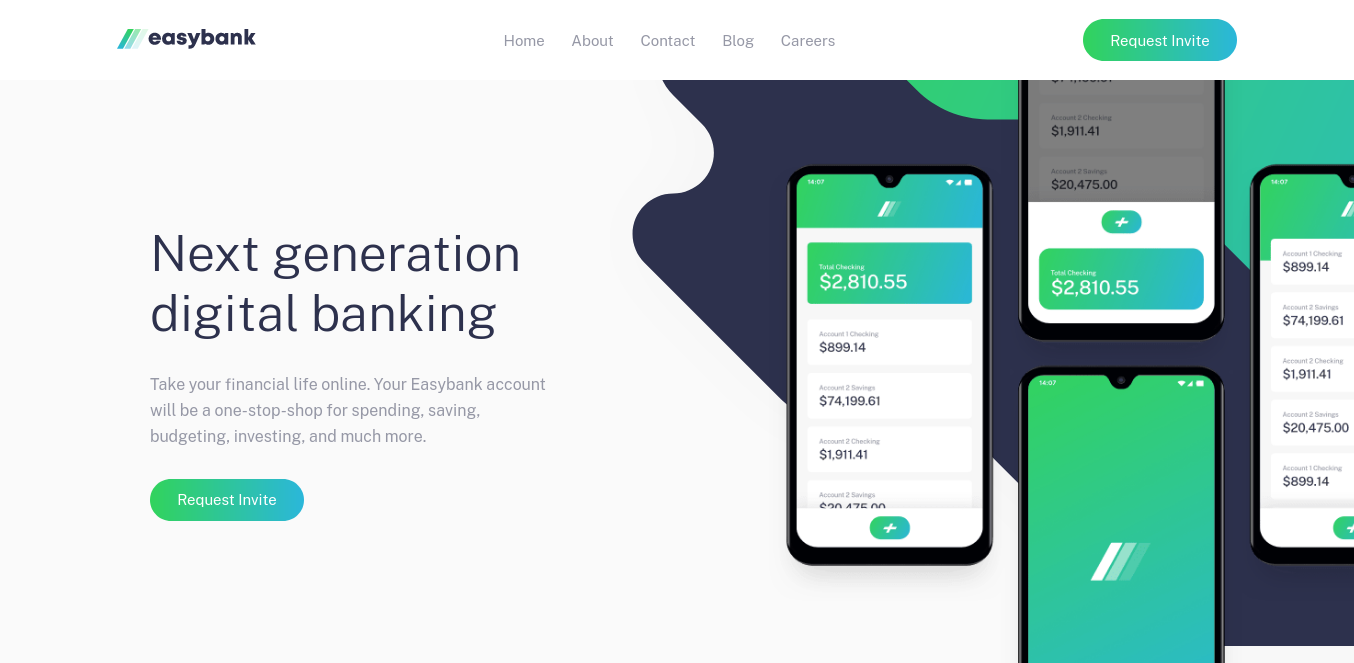 easybank
Home
About
Contact
Blog
Careers
Request Invite
Next generation
digital banking
Take your financial life online. Your Easybank account
will be a one-stop-shop for spending, saving,
budgeting, investing, and much more.
Request Invite
14:07
Total Checking
$2,810.55
Account 1 Checking
$899.14
Account 2 Savings
$74,199.61
Account 2 Checking
$1,911.41
Account 2 Savings
$20,475.00
Account 2 Checking
$1,911.41
Account 2 Savings
$20,475.00
Total Checking
$2,810.55
14:07
14:07
Account 1 Checking
$899.14
Account 2 Savings
$74,199.61
Account 2 Checking
$1,911.41
Account 2 Savings
$20,475.00
Account 1 Checking
$899.14